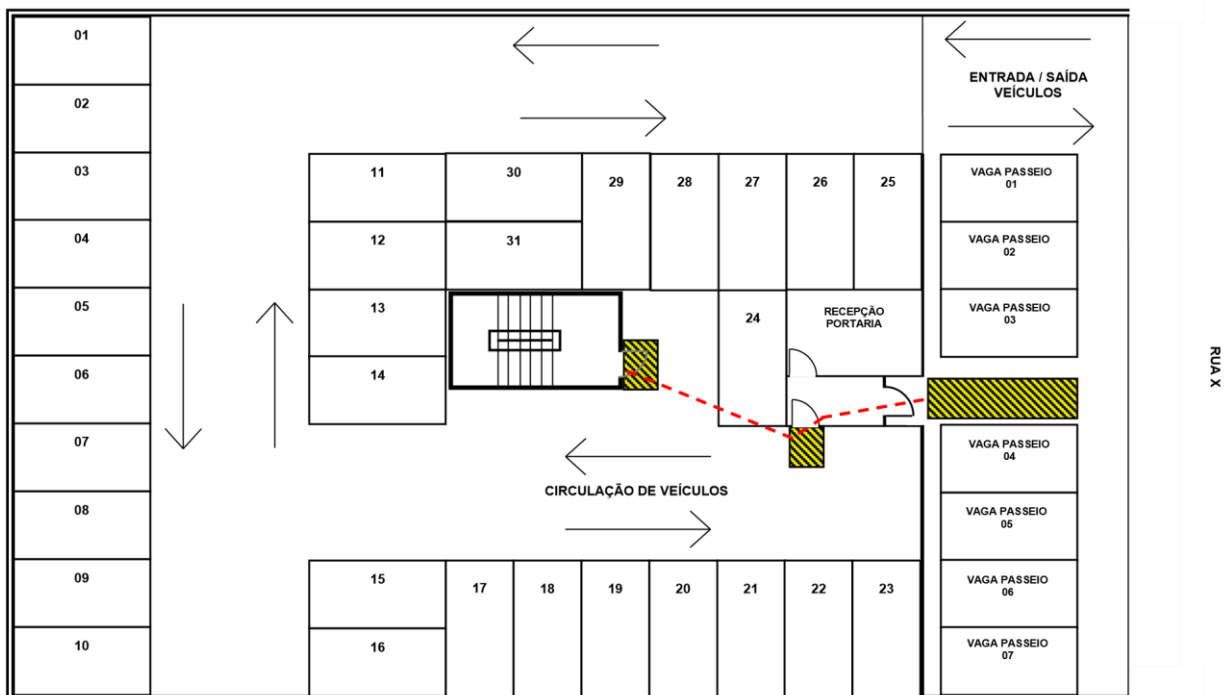 01
02
03
04
05
06
07
08
09
10
11
12
13
14
30
31
29
28
27
26
25
24
RECEPÇÃO
PORTARIA
ENTRADA / SAÍDA
VEÍCULOS
VAGA PASSEIO
01
VAGA PASSEIO
02
VAGA PASSEIO
03
VAGA PASSEIO
04
VAGA PASSEIO
05
VAGA PASSEIO
06
VAGA PASSEIO
07
CIRCULAÇÃO DE VEÍCULOS
15
16
17
18
19
20
21
22
23
RUA X